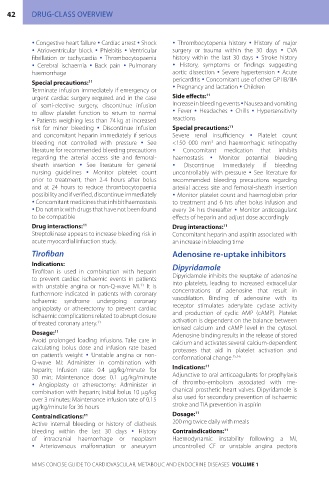 42 DRUG-CLASS OVERVIEW
• Congestive heart failure • Cardiac arrest • Shock
• Atrioventricular block • Phlebitis • Ventricular
fibrillation or tachycardia • Thrombocytopaenia
• Cerebral ischaemia • Back pain • Pulmonary
haemorrhage
Special precautions:11
Terminate infusion immediately if emergency or
urgent cardiac surgery required and in the case
of semi-elective surgery, discontinue infusion
to allow platelet function to return to normal
• Patients weighing less than 74 kg at increased
risk for minor bleeding • Discontinue infusion
and concomitant heparin immediately if serious
bleeding not controlled with pressure • See
literature for recommended bleeding precautions
regarding the arterial access site and femoral-
sheath insertion • See literature for general
nursing guidelines • Monitor platelet count
prior to treatment, then 2-4 hours after bolus
and at 24 hours to reduce thrombocytopaenia
possibility and if verified, discontinue immediately
• Concomitant medicines that inhibit haemostasis
• Do not mix with drugs that have not been found
to be compatible
Drug interactions:11
Streptokinase appears to increase bleeding risk in
acute myocardial infarction study.
Tirofiban
Indications:
Tirofiban is used in combination with heparin
to prevent cardiac ischaemic events in patients
with unstable angina or non-Q-wave MI.11 It is
furthermore indicated in patients with coronary
ischaemic syndrome undergoing coronary
angioplasty or atherectomy to prevent cardiac
ischaemic complications related to abrupt closure
of treated coronary artery.11
Dosage:11
Avoid prolonged loading infusions. Take care in
calculating bolus dose and infusion rate based
on patient's weight • Unstable angina or non-
Q-wave MI: Administer in combination with
heparin; Infusion rate: 0.4 µg/kg/minute for
30 min; Maintenance dose: 0.1 µg/kg/minute
• Angioplasty or atherectomy: Administer in
combination with heparin; Initial bolus: 10 µg/kg
over 3 minutes; Maintenance infusion rate of 0,15
µg/kg/minute for 36 hours
Contraindications:11
Active internal bleeding or history of diathesis
bleeding within the last 30 days • History
of intracranial haemorrhage or neoplasm
• Arteriovenous malformation or aneurysm
• Thrombocytopenia history • History of major
surgery or trauma within the 30 days • CVA
history within the last 30 days • Stroke history
• History, symptoms or findings suggesting
aortic dissection • Severe hypertension • Acute
pericarditis • Concomitant use of other GP IIB/IIIA
• Pregnancy and lactation • Children
Side effects:11
Increase in bleeding events • Nausea and vomiting
• Fever • Headaches • Chills • Hypersensitivity
reactions
Special precautions:11
Severe renal insufficiency • Platelet count
<150 000 mm3 and haemorrhagic retinopathy
• Concomitant medication that inhibits
haemostasis • Monitor potential bleeding
• Discontinue immediately if bleeding
uncontrollably with pressure • See literature for
recommended bleeding precautions regarding
arterial access site and femoral-sheath insertion
• Monitor platelet count and haemoglobin prior
to treatment and 6 hrs after bolus infusion and
every 24 hrs thereafter • Monitor anticoagulant
effects of heparin and adjust dose accordingly
Drug interactions:11
Concomitant heparin and aspirin associated with
an increase in bleeding time
Adenosine re-uptake inhibitors
Dipyridamole
Dipyridamole inhibits the reuptake of adenosine
into platelets, leading to increased extracellular
concentrations of adenosine that result in
vasodilation. Binding of adenosine with its
receptor stimulates adenylate cyclase activity
and production of cyclic AMP (cAMP). Platelet
activation is dependent on the balance between
ionised calcium and cAMP level in the cytosol.
Adenosine binding results in the release of stored
calcium and activates several calcium-dependent
proteases that aid in platelet activation and
Indications:11
Adjunctive to oral anticoagulants for prophylaxis
of thrombo-embolism associated with me-
chanical prosthetic heart valves. Dipyridamole is
also used for secondary prevention of ischaemic
stroke and TIA prevention in aspirin
Dosage:11
200 mg twice daily with meals
Contraindications:11
Haemodynamic instability following a MI,
uncontrolled CF or unstable angina pectoris
MIMS CONCISE GUIDE TO CARDIOVASCULAR, METABOLIC AND ENDOCRINE DISEASES VOLUME 1